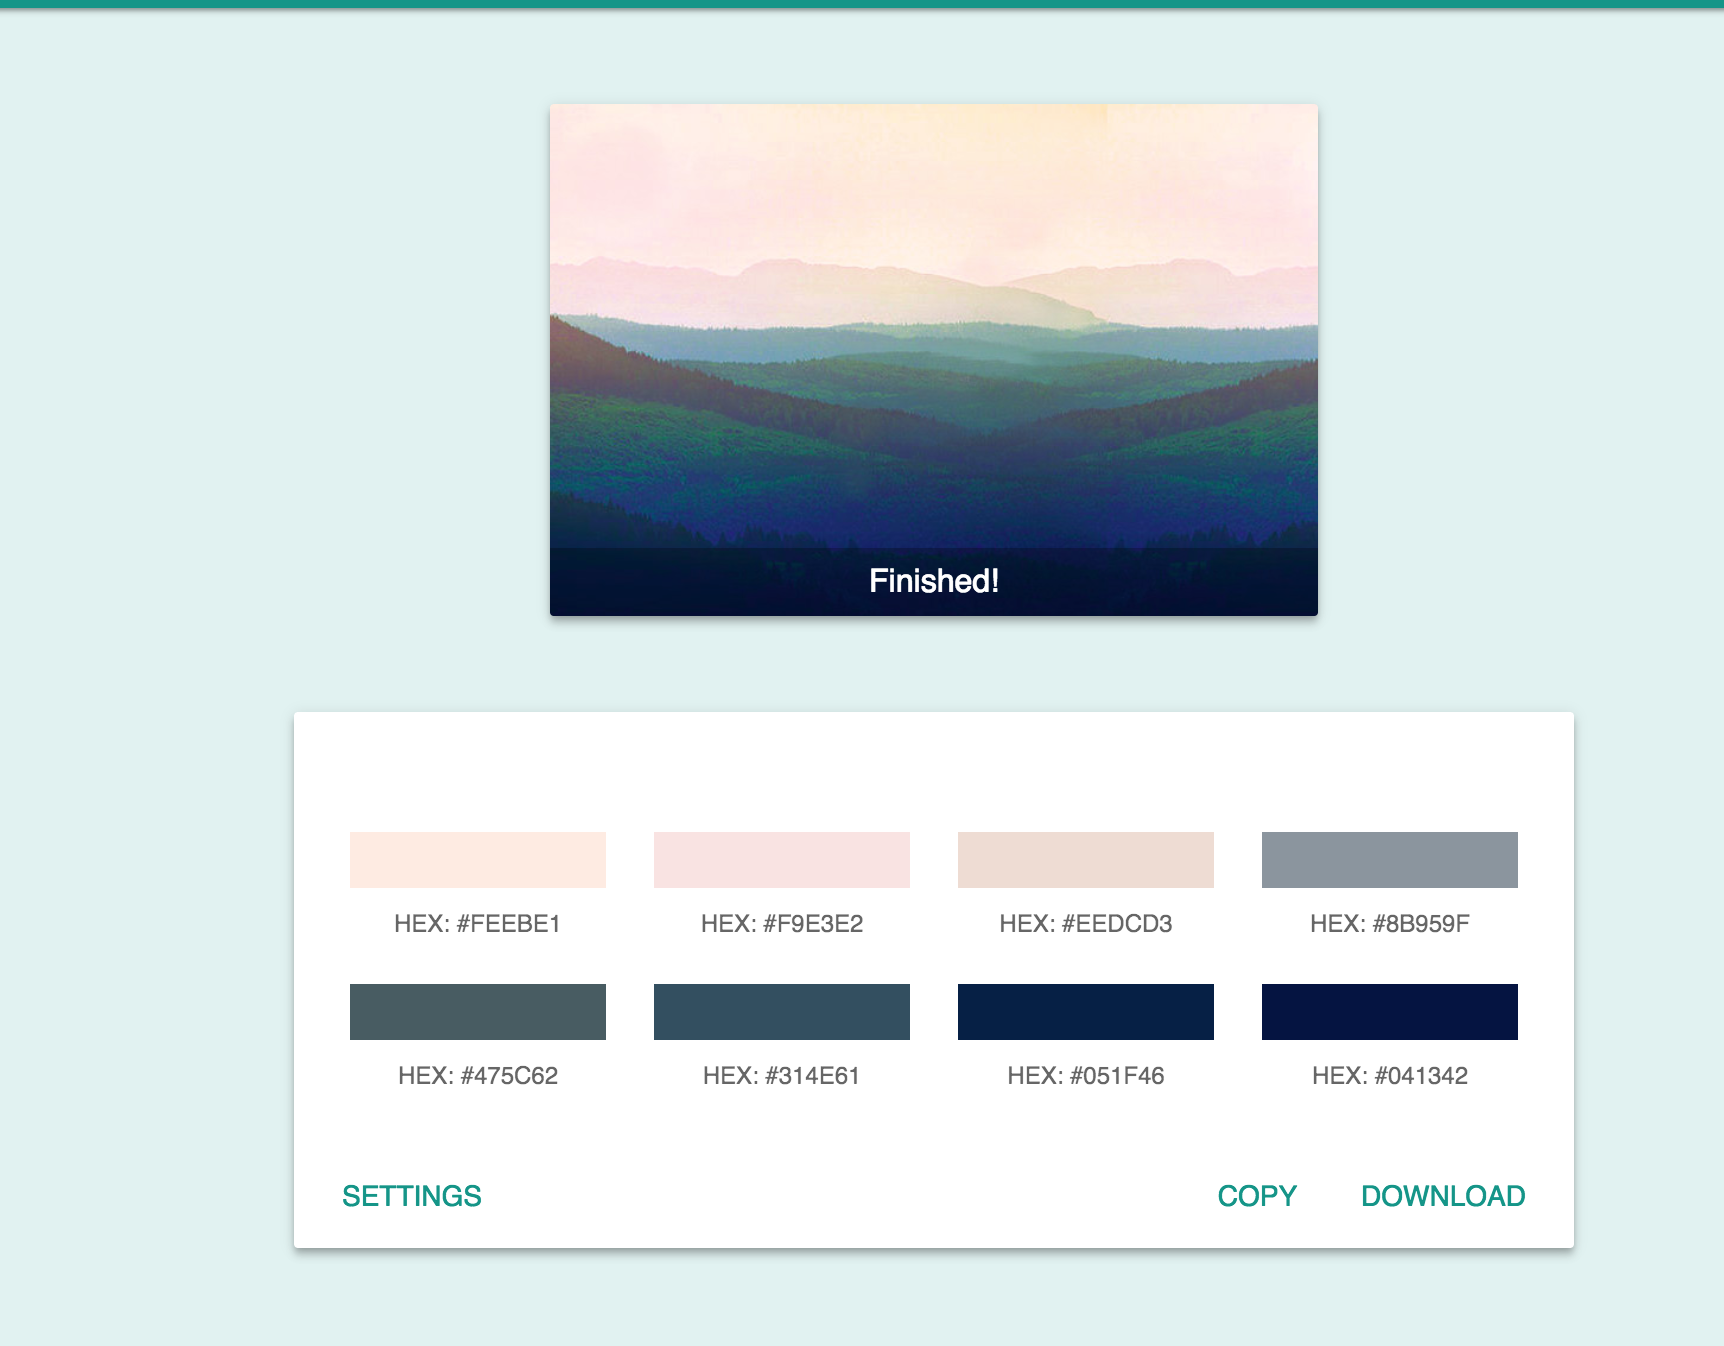 Finished!
HEX: #FEEBE1
HEX: #F9E3E2
HEX: #EEDCD3
HEX: #8B959F
HEX: #475C62
HEX: #314E61
HEX: #051F46
HEX: #041342
SETTINGS
COPY
DOWNLOAD